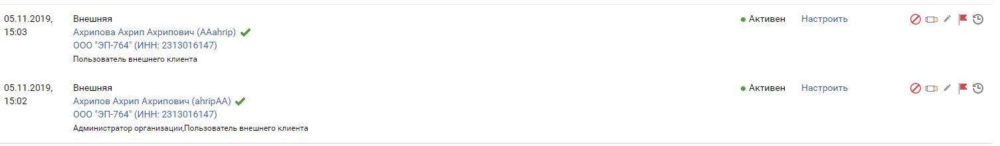 05.11.2019, Внешняя Активен Настроить
15:03 Ахрипова Ахрип Ахрипович (AAahrip)
ООО "ЭП-764" (ИНН: 2313016147)
Пользователь внешнего клиента
05.11.2019, Внешняя Активен Настроить
15:02 Ахрипов Ахрип Ахрипович (ahripAA)
ООО "ЭП-764" (ИНН: 2313016147)
Администратор организации,Пользователь внешнего клиента